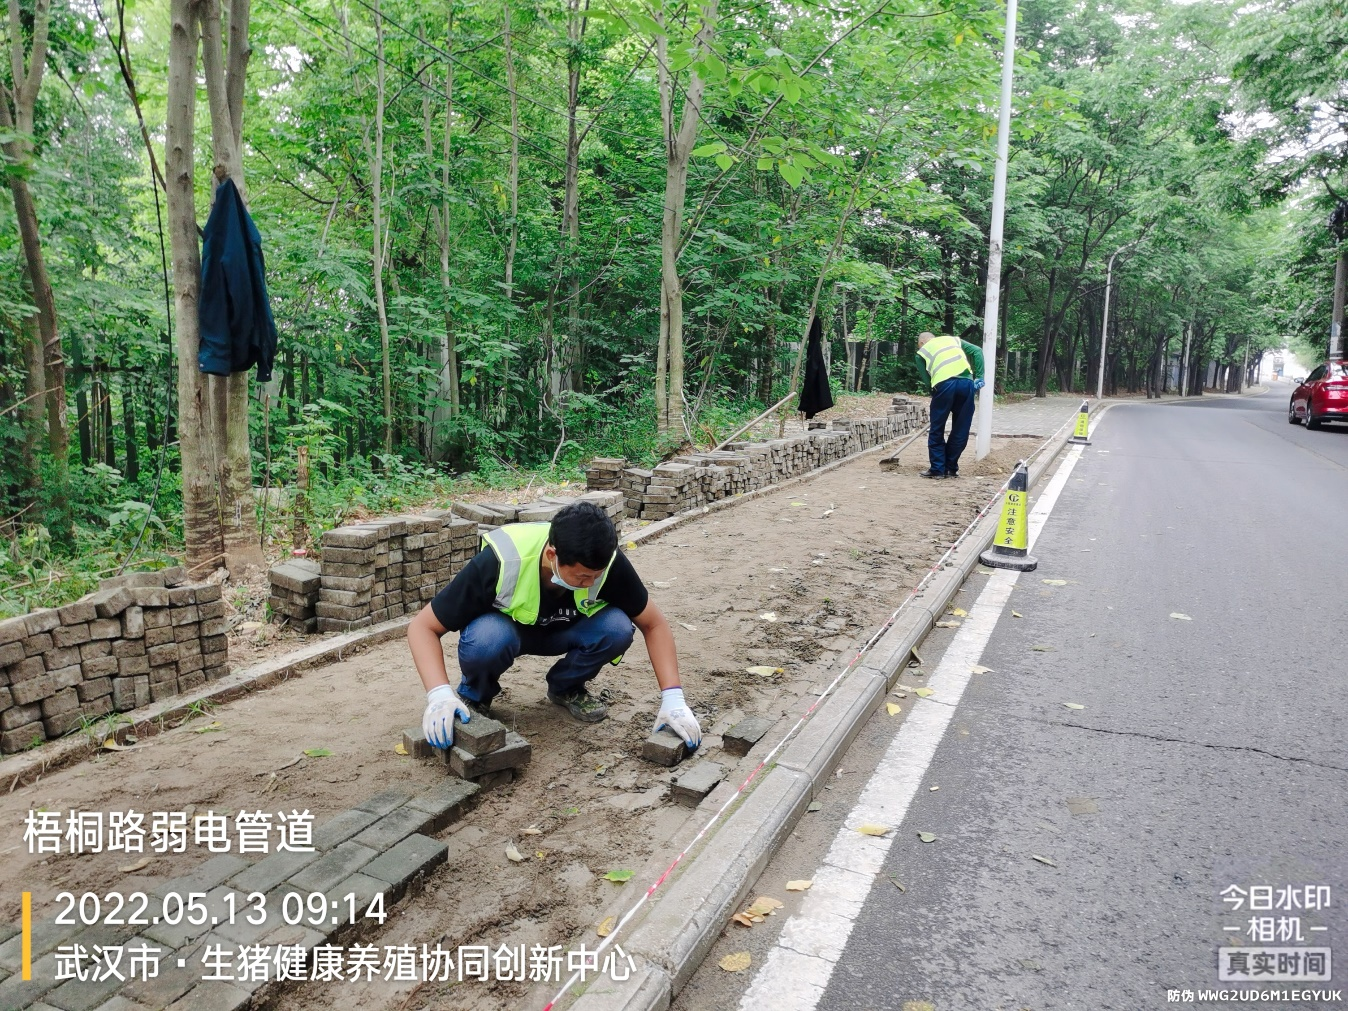 注意安全
梧桐路弱电管道
2022.05.13 09:14
武汉市·生猪健康养殖协同创新中心
今日水印
相机
真实时间
防伪 WWG2UD6M1EGYUK